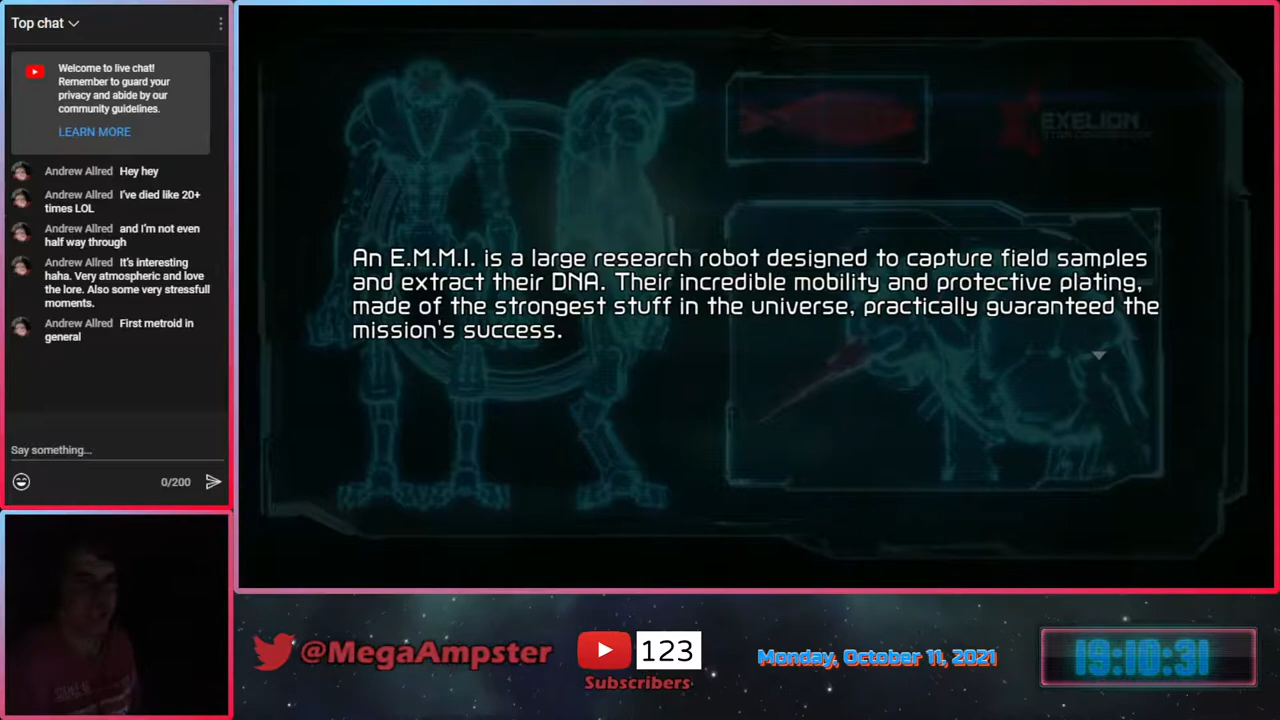 Top chat
Welcome to live chat!
Remember to guard your
privacy and abide by our
community guidelines.
LEARN MORE
Andrew Allred Hey hey
Andrew Allred I've died like 20+
times LOL
Andrew Allred and I'm not even
half way through
Andrew Allred It's interesting
haha. Very atmospheric and love
the lore. Also some very stressfull
moments.
Andrew Allred First metroid in
general
Say something...
0/200
EXELION
An E.M.M.I. is a large research robot designed to capture field samples
and extract their DNA. Their incredible mobility and protective plating,
made of the strongest stuff in the universe, practically guaranteed the
mission's success.
@MegaAmpster
123
Subscribers
Monday, October 11, 2021
19:10:31